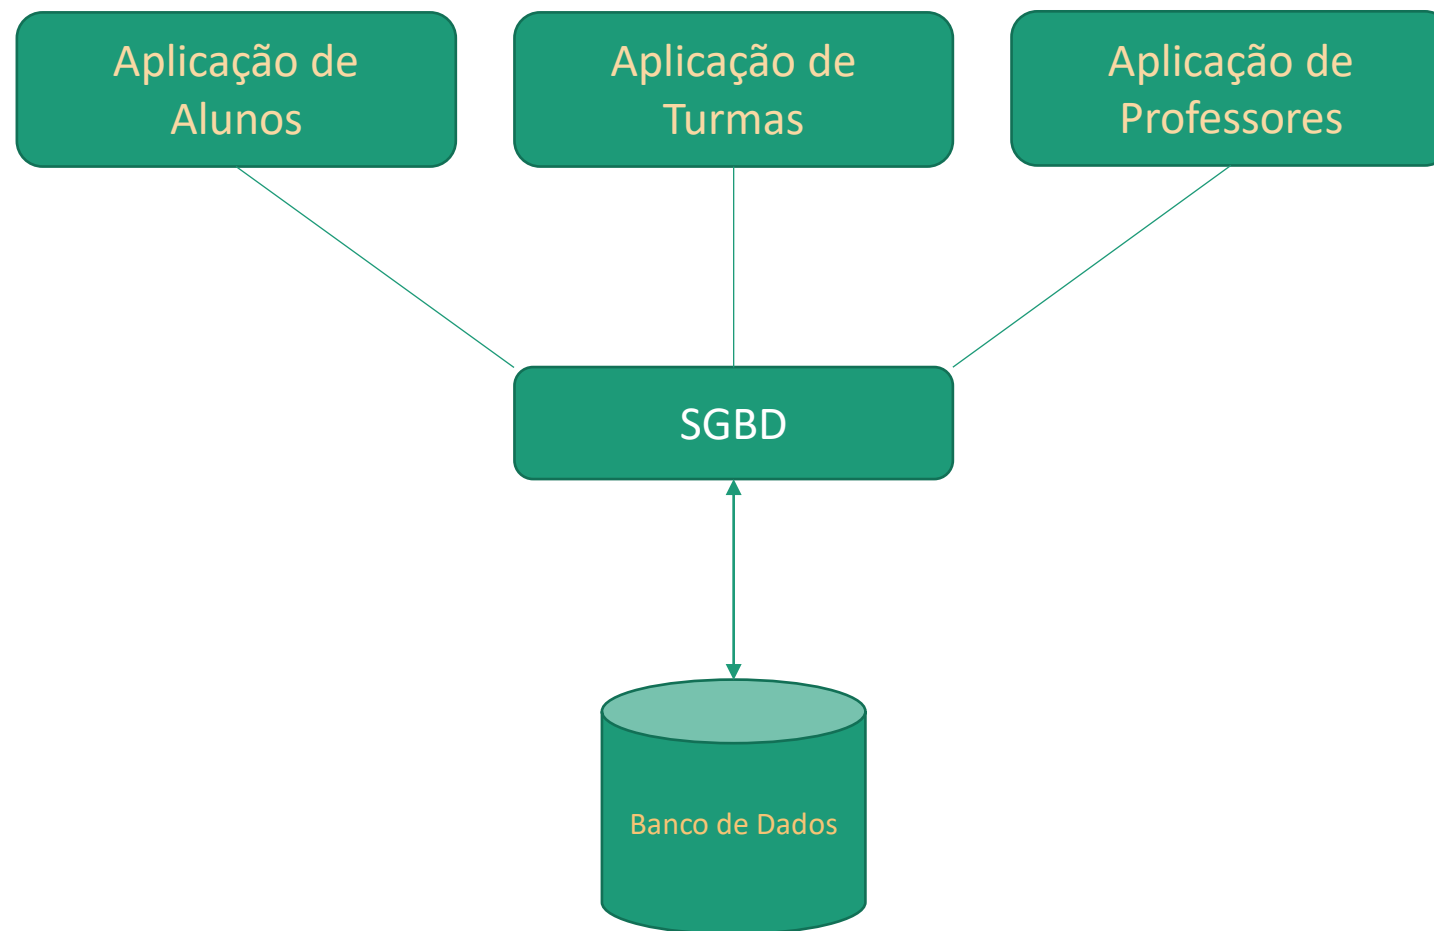 Aplicação de
Alunos
Aplicação de
Turmas
Aplicação de
Professores
SGBD
Banco de Dados